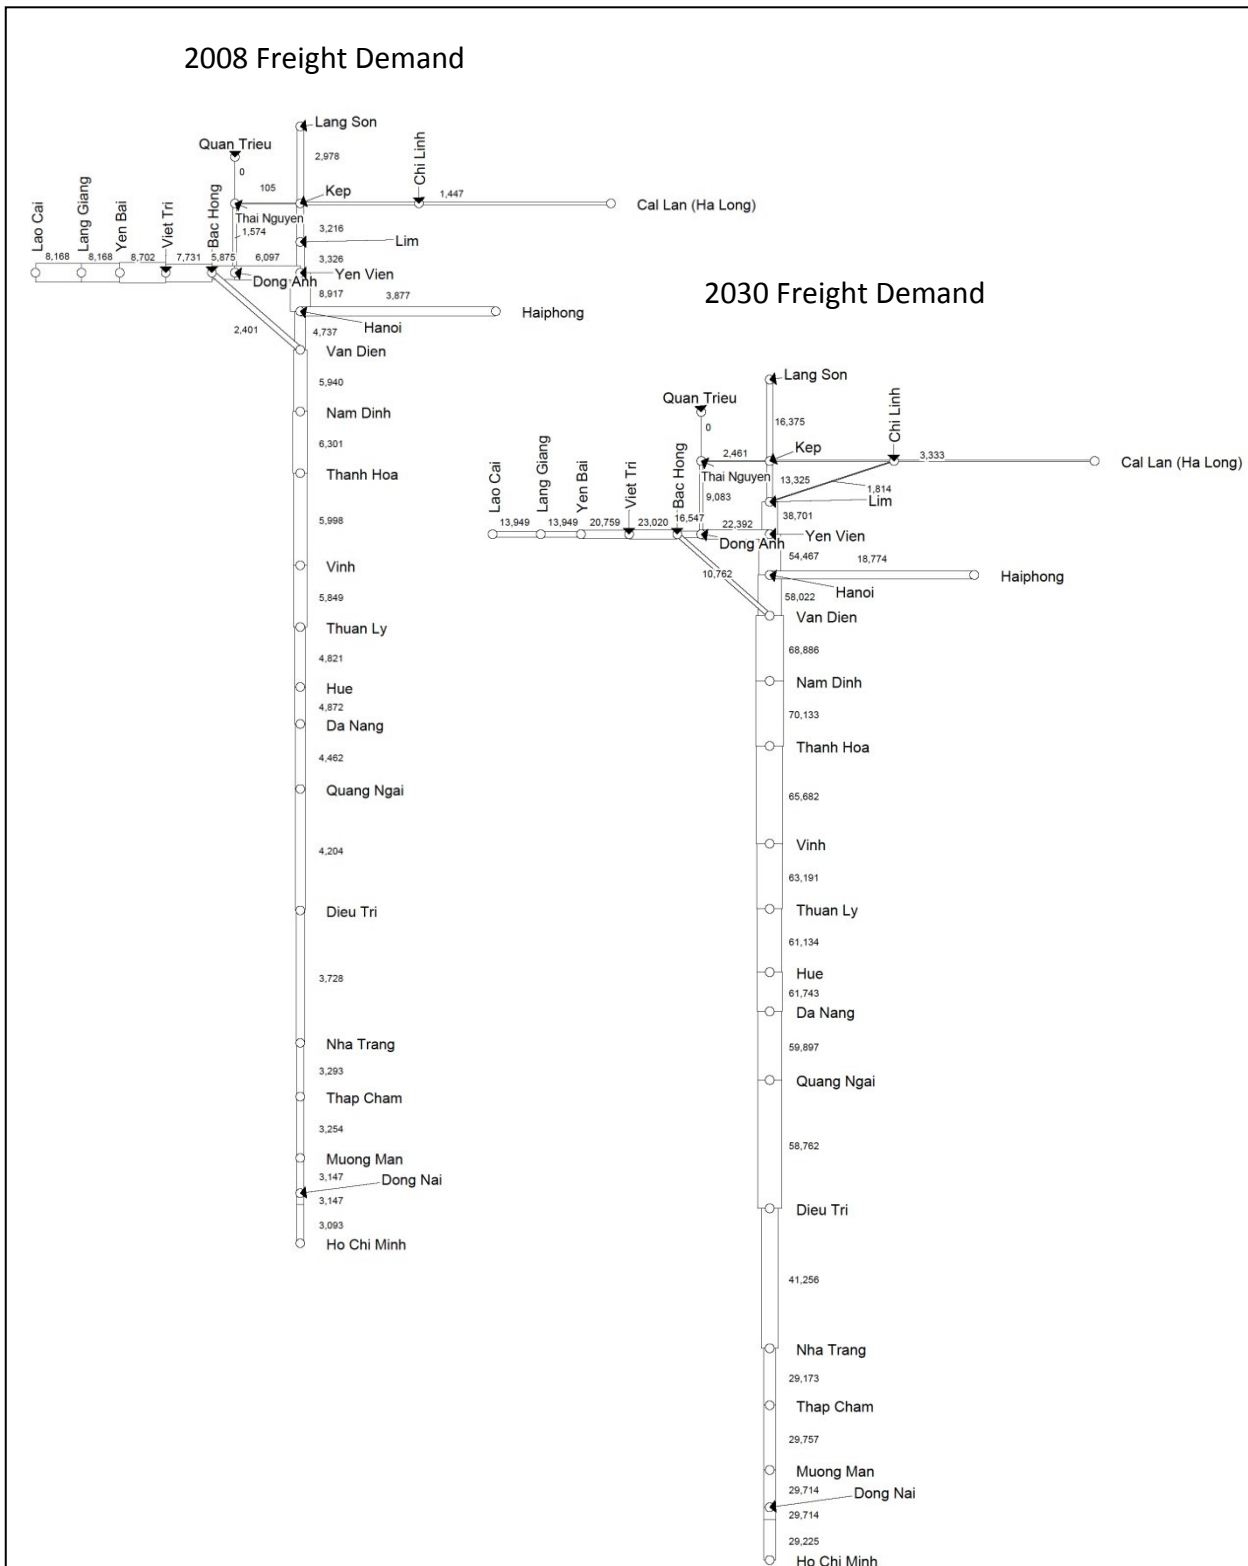 2008 Freight Demand
Lang Son
Quan Trieu
2,978
0
Chi Linh
105
Kep
1,447
Cal Lan (Ha Long)
Thai Nguyen
Lao Cai
Lang Giang
Yen Bai
Viet Tri
Bac Hong
1,574
3,216
Lim
8,168
8,168
8,702
7,731
5,875
6,097
3,326
Dong Anh
Yen Vien
8,917
3,877
Haiphong
Hanoi
2,401
4,737
Van Dien
5,940
Nam Dinh
6,301
Thanh Hoa
5,998
Vinh
5,849
Thuan Ly
4,821
Hue
4,872
Da Nang
4,462
Quang Ngai
4,204
Dieu Tri
3,728
Nha Trang
3,293
Thap Cham
3,254
Muong Man
3,147
Dong Nai
3,147
3,093
Ho Chi Minh
2030 Freight Demand
Lang Son
Quan Trieu
16,375
0
Chi Linh
2,461
Kep
3,333
Cal Lan (Ha Long)
Thai Nguyen
13,325
1,814
Lao Cai
Lang Giang
Yen Bai
Viet Tri
Bac Hong
9,083
Lim
38,701
13,949
13,949
20,759
23,020
16,547
22,392
Dong Anh
Yen Vien
54,467
18,774
Haiphong
10,762
Hanoi
58,022
Van Dien
68,886
Nam Dinh
70,133
Thanh Hoa
65,682
Vinh
63,191
Thuan Ly
61,134
Hue
61,743
Da Nang
59,897
Quang Ngai
58,762
Dieu Tri
41,256
Nha Trang
29,173
Thap Cham
29,757
Muong Man
29,714
Dong Nai
29,714
29,225
Ho Chi Minh